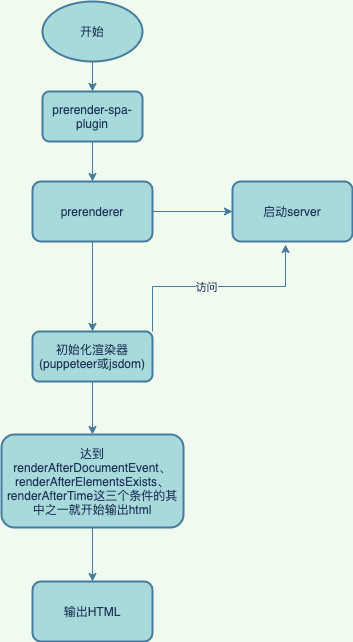 开始
prerender-spa-
plugin
prerenderer
启动server
访问
初始化渲染器
(puppeteer或jsdom)
达到
renderAfterDocumentEvent、
renderAfterElementsExists、
renderAfterTime这三个条件的其
中之一就开始输出html
输出HTML